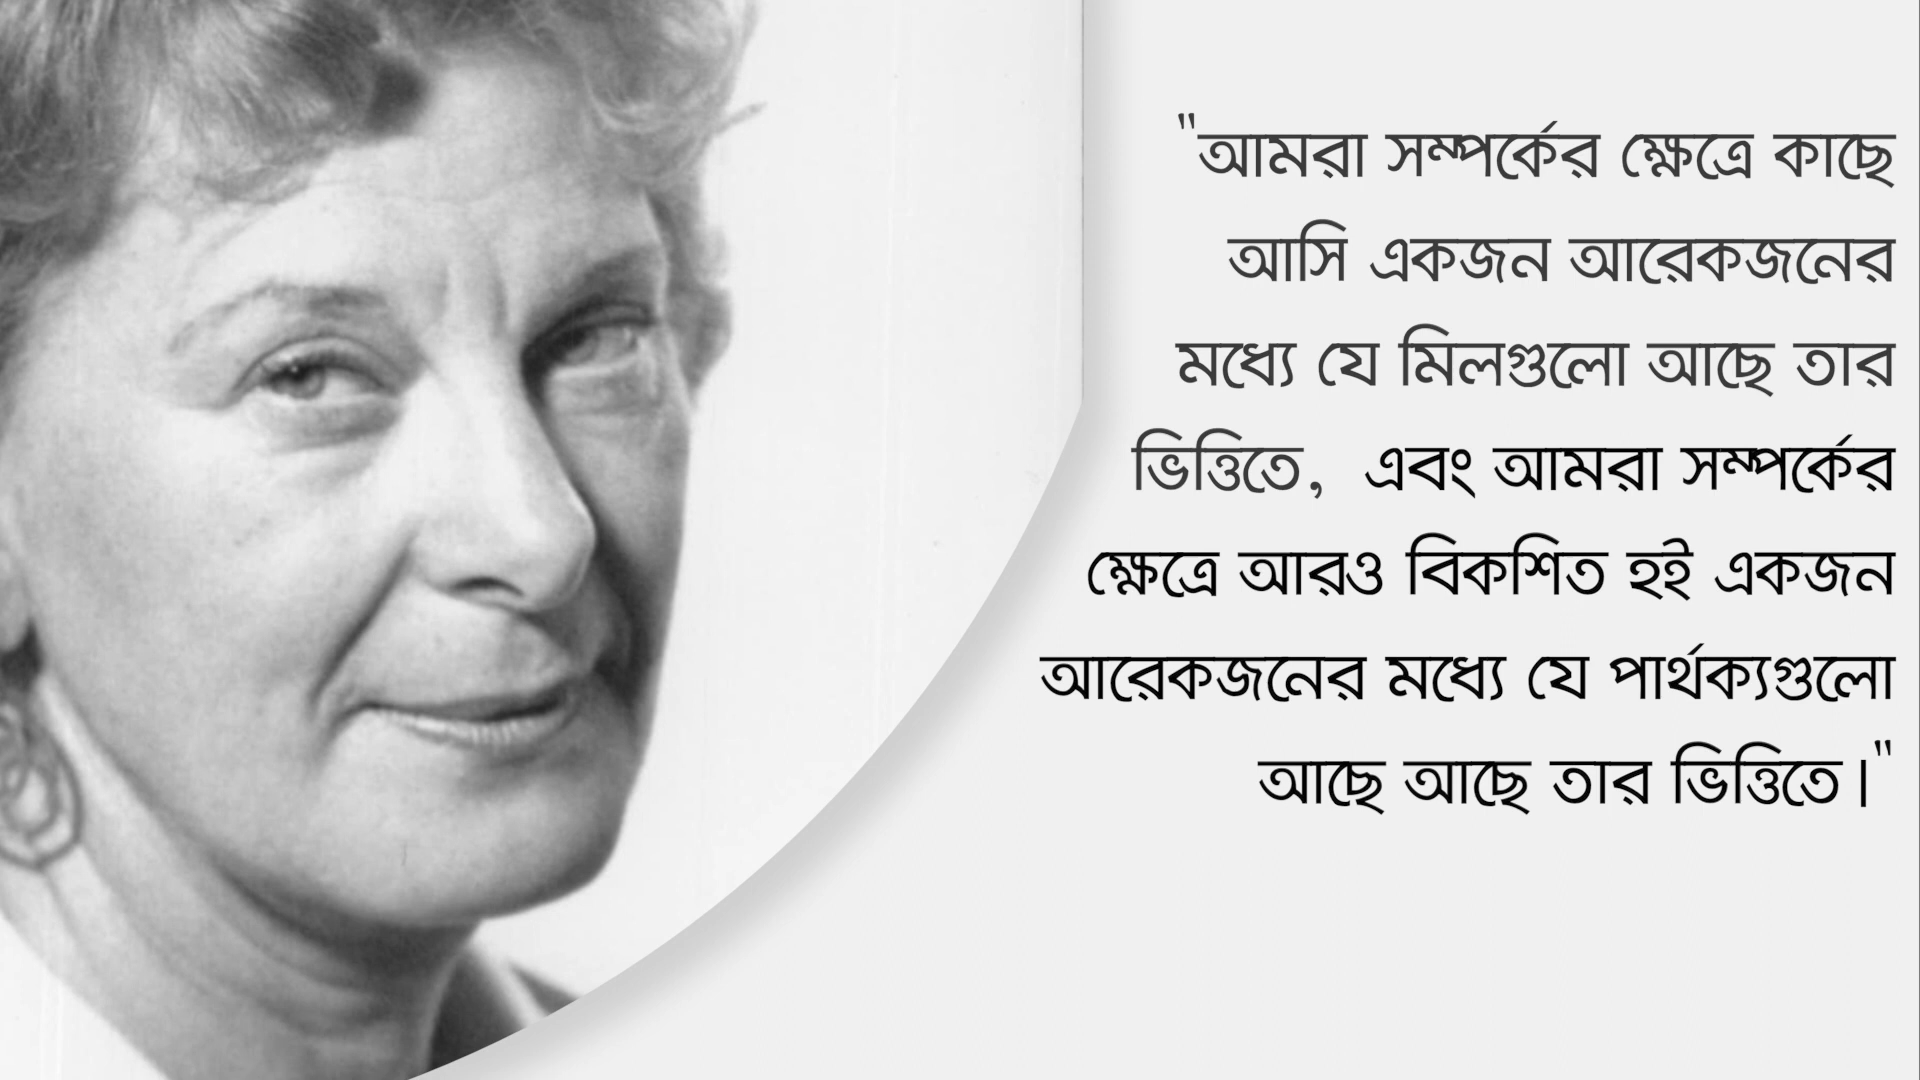 "আমরা সম্পর্কের ক্ষেত্রে কাছে
আসি একজন আরেকজনের
মধ্যে যে মিলগুলো আছে তার
ভিত্তিতে, এবং আমরা সম্পর্কের
ক্ষেত্রে আরও বিকশিত হই একজন
আরেকজনের মধ্যে যে পার্থক্যগুলো
আছে আছে তার ভিত্তিতে।"